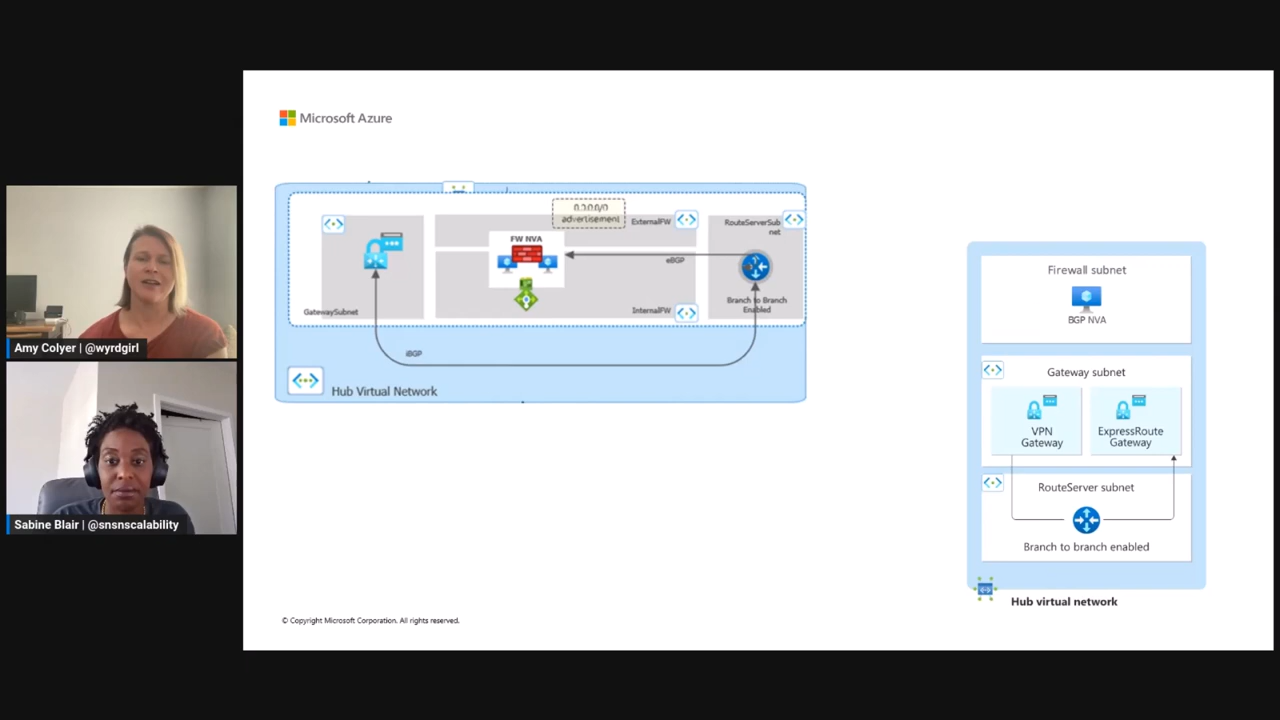 Microsoft Azure
0.0.0.0/0
advertisement
ExternalFW
RouteServerSub
net
FW NVA
eBGP
Branch to Branch
Enabled
GatewaySubnet
InternalFW
iBGP
Hub Virtual Network
Firewall subnet
BGP NVA
Gateway subnet
VPN
Gateway
ExpressRoute
Gateway
RouteServer subnet
Branch to branch enabled
Hub virtual network
© Copyright Microsoft Corporation. All rights reserved.
Amy Colyer | @wyrdgirl
Sabine Blair | @snsnscalability